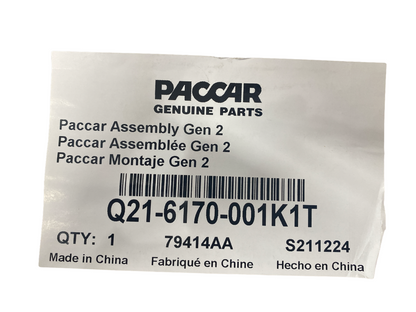 PACCAR
GENUINE PARTS
Paccar Assembly Gen 2
Paccar Assemblée Gen 2
Paccar Montaje Gen 2
Q21-6170-001K1T
QTY: 1 79414AA S211224
Made in China Fabriqué en Chine Hecho en China